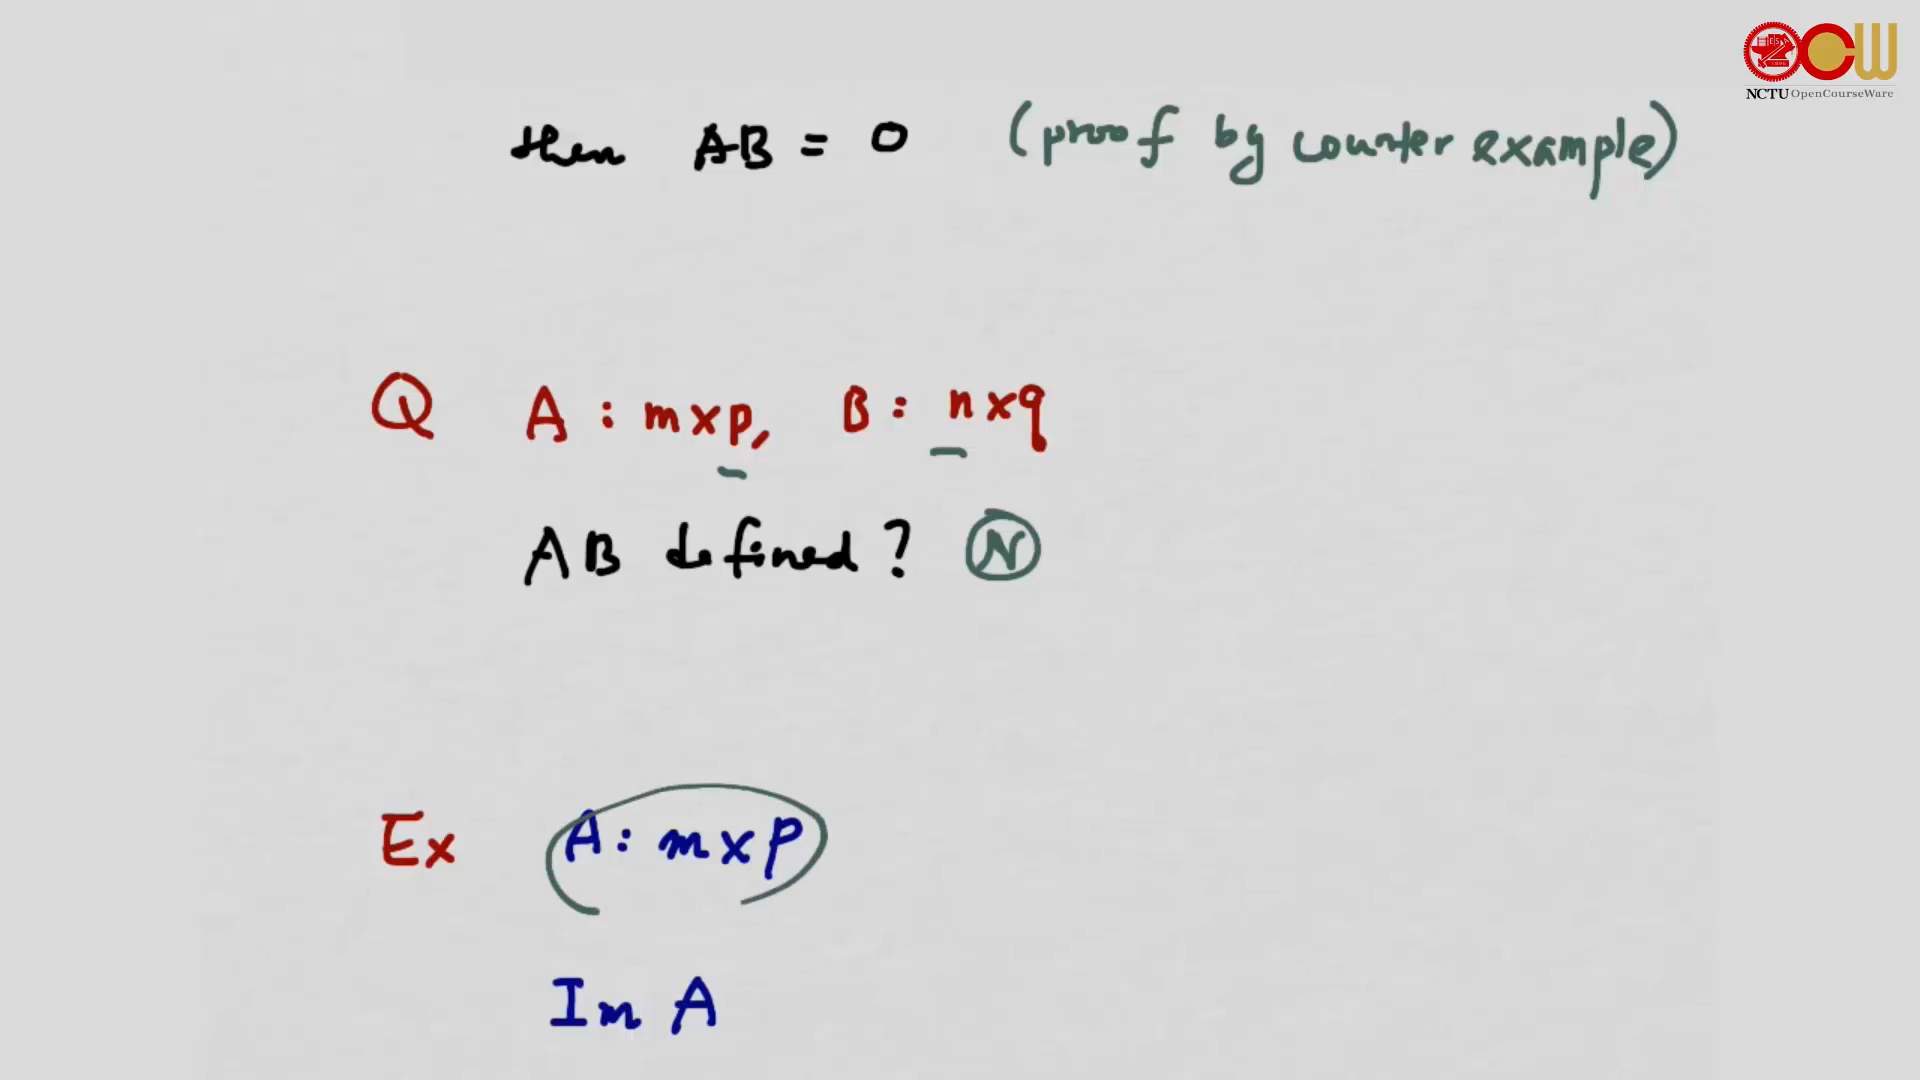 NCTU OpenCourseWare
then AB = 0 (proof by counter example)
Q A : m×p, B : n×q
AB defined ? N
Ex A : m×p
Im A